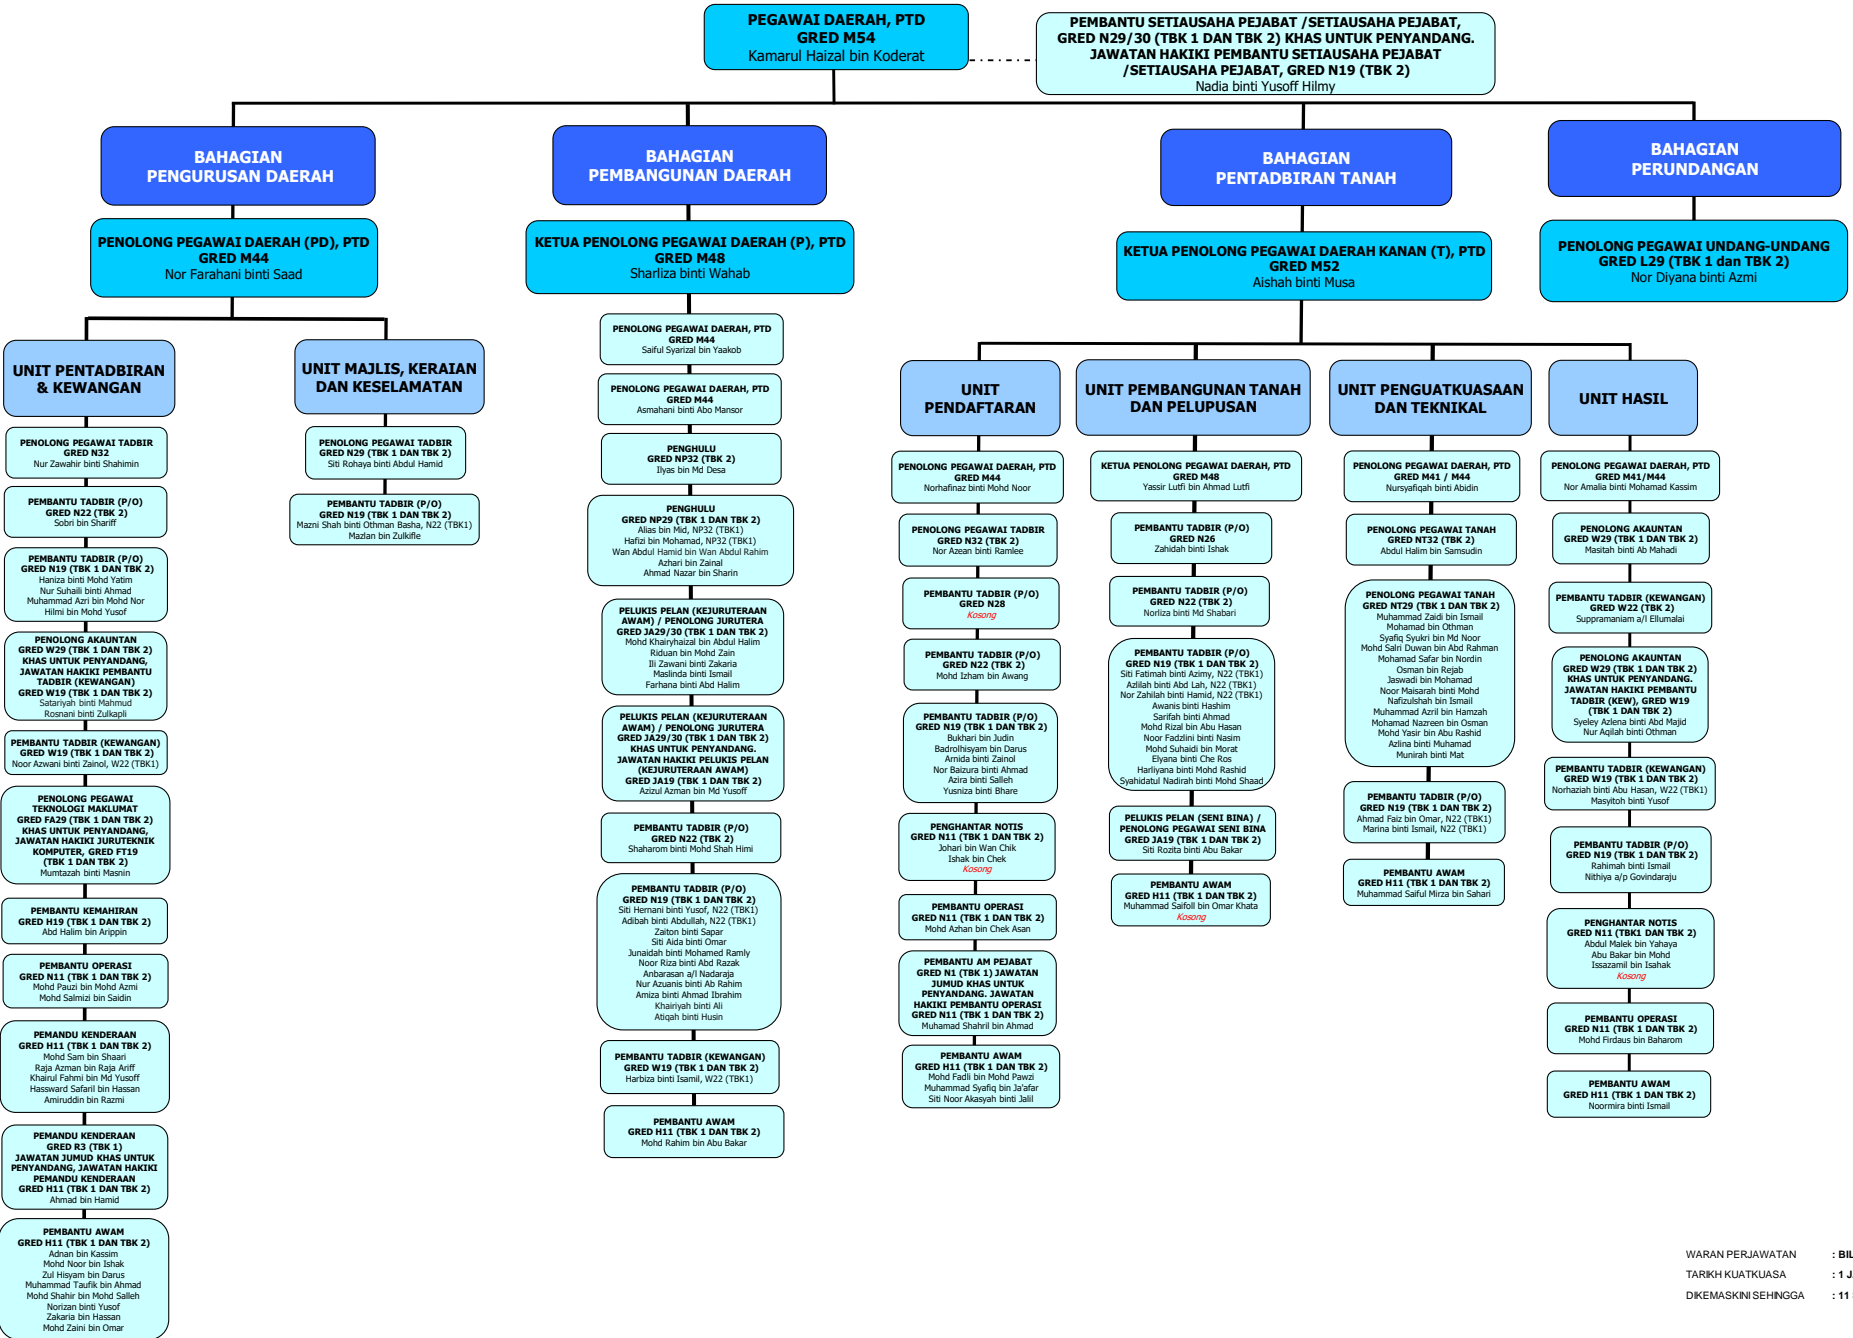 PEGAWAI DAERAH, PTD
GRED M54
Kamarul Haizal bin Koderat
PEMBANTU SETIAUSAHA PEJABAT /SETIAUSAHA PEJABAT,
GRED N29/30 (TBK 1 DAN TBK 2) KHAS UNTUK PENYANDANG.
JAWATAN HAKIKI PEMBANTU SETIAUSAHA PEJABAT
/SETIAUSAHA PEJABAT, GRED N19 (TBK 2)
Nadia binti Yusoff Hilmy
BAHAGIAN
PENGURUSAN DAERAH
PENOLONG PEGAWAI DAERAH (PD), PTD
GRED M44
Nor Farahani binti Saad
UNIT PENTADBIRAN
& KEWANGAN
PENOLONG PEGAWAI TADBIR
GRED N32
Nur Zawahir binti Shahimin
PEMBANTU TADBIR (P/O)
GRED N22 (TBK 2)
Sobri bin Shariff
PEMBANTU TADBIR (P/O)
GRED N19 (TBK 1 DAN TBK 2)
Haniza binti Mohd Yatim
Nur Suhaili binti Ahmad
Muhammad Azri bin Mohd Nor
Hilmi bin Mohd Yusof
PENOLONG AKAUNTAN
GRED W29 (TBK 1 DAN TBK 2)
KHAS UNTUK PENYANDANG,
JAWATAN HAKIKI PEMBANTU
TADBIR (KEWANGAN)
GRED W19 (TBK 1 DAN TBK 2)
Satariyah binti Mahmud
Rosnani binti Zulkapli
PEMBANTU TADBIR (KEWANGAN)
GRED W19 (TBK 1 DAN TBK 2)
Noor Azwani binti Zainol, W22 (TBK1)
PENOLONG PEGAWAI
TEKNOLOGI MAKLUMAT
GRED FA29 (TBK 1 DAN TBK 2)
KHAS UNTUK PENYANDANG,
JAWATAN HAKIKI JURUTEKNIK
KOMPUTER, GRED FT19
(TBK 1 DAN TBK 2)
Mumtazah binti Masnin
PEMBANTU KEMAHIRAN
GRED H19 (TBK 1 DAN TBK 2)
Abd Halim bin Arippin
PEMBANTU OPERASI
GRED N11 (TBK 1 DAN TBK 2)
Mohd Pauzi bin Mohd Azmi
Mohd Salmizi bin Saidin
PEMANDU KENDERAAN
GRED H11 (TBK 1 DAN TBK 2)
Mohd Sam bin Shaari
Raja Azman bin Raja Ariff
Khairul Fahmi bin Md Yusoff
Hassward Safaril bin Hassan
Amiruddin bin Razmi
PEMANDU KENDERAAN
GRED R3 (TBK 1)
JAWATAN JUMUD KHAS UNTUK
PENYANDANG, JAWATAN HAKIKI
PEMANDU KENDERAAN
GRED H11 (TBK 1 DAN TBK 2)
Ahmad bin Hamid
PEMBANTU AWAM
GRED H11 (TBK 1 DAN TBK 2)
Adnan bin Kassim
Mohd Noor bin Ishak
Zul Hisyam bin Darus
Muhammad Taufik bin Ahmad
Mohd Shahir bin Mohd Salleh
Norizan binti Yusof
Zakaria bin Hassan
Mohd Zaini bin Omar
UNIT MAJLIS, KERAIAN
DAN KESELAMATAN
PENOLONG PEGAWAI TADBIR
GRED N29 (TBK 1 DAN TBK 2)
Siti Rohaya binti Abdul Hamid
PEMBANTU TADBIR (P/O)
GRED N19 (TBK 1 DAN TBK 2)
Mazni Shah binti Othman Basha, N22 (TBK1)
Mazlan bin Zulkifle
BAHAGIAN
PEMBANGUNAN DAERAH
KETUA PENOLONG PEGAWAI DAERAH (P), PTD
GRED M48
Sharliza binti Wahab
PENOLONG PEGAWAI DAERAH, PTD
GRED M44
Saiful Syarizal bin Yaakob
PENOLONG PEGAWAI DAERAH, PTD
GRED M44
Asmahani binti Abo Mansor
PENGHULU
GRED NP32 (TBK 2)
Ilyas bin Md Desa
PENGHULU
GRED NP29 (TBK 1 DAN TBK 2)
Alias bin Mid, NP32 (TBK1)
Hafizi bin Mohamad, NP32 (TBK1)
Wan Abdul Hamid bin Wan Abdul Rahim
Azhari bin Zainal
Ahmad Nazar bin Sharin
PELUKIS PELAN (KEJURUTERAAN
AWAM) / PENOLONG JURUTERA
GRED JA29/30 (TBK 1 DAN TBK 2)
Mohd Khairyhaizal bin Abdul Halim
Riduan bin Mohd Zain
Ili Zawani binti Zakaria
Maslinda binti Ismail
Farhana binti Abd Halim
PELUKIS PELAN (KEJURUTERAAN
AWAM) / PENOLONG JURUTERA
GRED JA29/30 (TBK 1 DAN TBK 2)
KHAS UNTUK PENYANDANG.
JAWATAN HAKIKI PELUKIS PELAN
(KEJURUTERAAN AWAM)
GRED JA19 (TBK 1 DAN TBK 2)
Azizul Azman bin Md Yusoff
PEMBANTU TADBIR (P/O)
GRED N22 (TBK 2)
Shaharom binti Mohd Shah Himi
PEMBANTU TADBIR (P/O)
GRED N19 (TBK 1 DAN TBK 2)
Siti Hernani binti Yusof, N22 (TBK1)
Adibah binti Abdullah, N22 (TBK1)
Zaiton binti Sapar
Siti Aida binti Omar
Junaidah binti Mohamed Ramly
Noor Riza binti Abd Razak
Anbarasan a/l Nadaraja
Nur Azuanis binti Ab Rahim
Amiza binti Ahmad Ibrahim
Khairiyah binti Ali
Atiqah binti Husin
PEMBANTU TADBIR (KEWANGAN)
GRED W19 (TBK 1 DAN TBK 2)
Harbiza binti Isamil, W22 (TBK1)
PEMBANTU AWAM
GRED H11 (TBK 1 DAN TBK 2)
Mohd Rahim bin Abu Bakar
BAHAGIAN
PENTADBIRAN TANAH
KETUA PENOLONG PEGAWAI DAERAH KANAN (T), PTD
GRED M52
Aishah binti Musa
UNIT
PENDAFTARAN
PENOLONG PEGAWAI DAERAH, PTD
GRED M44
Norhafinaz binti Mohd Noor
PENOLONG PEGAWAI TADBIR
GRED N32 (TBK 2)
Nor Azean binti Ramlee
PEMBANTU TADBIR (P/O)
GRED N28
Kosong
PEMBANTU TADBIR (P/O)
GRED N22 (TBK 2)
Mohd Izham bin Awang
PEMBANTU TADBIR (P/O)
GRED N19 (TBK 1 DAN TBK 2)
Bukhari bin Judin
Badrolhisyam bin Darus
Arnida binti Zainol
Nor Baizura binti Ahmad
Azira binti Salleh
Yusniza binti Bhare
PENGHANTAR NOTIS
GRED N11 (TBK 1 DAN TBK 2)
Johari bin Wan Chik
Ishak bin Chek
Kosong
PEMBANTU OPERASI
GRED N11 (TBK 1 DAN TBK 2)
Mohd Azhan bin Chek Asan
PEMBANTU AM PEJABAT
GRED N1 (TBK 1) JAWATAN
JUMUD KHAS UNTUK
PENYANDANG. JAWATAN
HAKIKI PEMBANTU OPERASI
GRED N11 (TBK 1 DAN TBK 2)
Muhamad Shahril bin Ahmad
PEMBANTU AWAM
GRED H11 (TBK 1 DAN TBK 2)
Mohd Fadli bin Mohd Pawzi
Muhammad Syafiq bin Ja'afar
Siti Noor Akasyah binti Jalil
UNIT PEMBANGUNAN TANAH
DAN PELUPUSAN
KETUA PENOLONG PEGAWAI DAERAH, PTD
GRED M48
Yassir Lutfi bin Ahmad Lutfi
PEMBANTU TADBIR (P/O)
GRED N26
Zahidah binti Ishak
PEMBANTU TADBIR (P/O)
GRED N22 (TBK 2)
Norliza binti Md Shabari
PEMBANTU TADBIR (P/O)
GRED N19 (TBK 1 DAN TBK 2)
Siti Fatimah binti Azimy, N22 (TBK1)
Azlilah binti Abd Lah, N22 (TBK1)
Nor Zahilah binti Hamid, N22 (TBK1)
Awanis binti Hashim
Sarifah binti Ahmad
Mohd Rizal bin Abu Hasan
Noor Fadzlini binti Nasim
Mohd Suhaidi bin Morat
Elyana binti Che Ros
Harliyana binti Mohd Rashid
Syahidatul Nadirah binti Mohd Shaad
PELUKIS PELAN (SENI BINA) /
PENOLONG PEGAWAI SENI BINA
GRED JA19 (TBK 1 DAN TBK 2)
Siti Rozita binti Abu Bakar
PEMBANTU AWAM
GRED H11 (TBK 1 DAN TBK 2)
Muhammad Saifoll bin Omar Khata
Kosong
UNIT PENGUATKUASAAN
DAN TEKNIKAL
PENOLONG PEGAWAI DAERAH, PTD
GRED M41 / M44
Nursyafiqah binti Abidin
PENOLONG PEGAWAI TANAH
GRED NT32 (TBK 2)
Abdul Halim bin Samsudin
PENOLONG PEGAWAI TANAH
GRED NT29 (TBK 1 DAN TBK 2)
Muhammad Zaidi bin Ismail
Mohamad bin Othman
Syafiq Syukri bin Md Noor
Mohd Salri Duwan bin Abd Rahman
Mohamad Safar bin Nordin
Osman bin Rejab
Jaswadi bin Mohamad
Noor Maisarah binti Mohd
Nafizulshah bin Ismail
Muhammad Azril bin Hamzah
Mohamad Nazreen bin Osman
Mohd Yasir bin Abu Rashid
Azlina binti Muhamad
Munirah binti Mat
PEMBANTU TADBIR (P/O)
GRED N19 (TBK 1 DAN TBK 2)
Ahmad Faiz bin Omar, N22 (TBK1)
Marina binti Ismail, N22 (TBK1)
PEMBANTU AWAM
GRED H11 (TBK 1 DAN TBK 2)
Muhammad Saiful Mirza bin Sahari
UNIT HASIL
PENOLONG PEGAWAI DAERAH, PTD
GRED M41/M44
Nor Amalia binti Mohamad Kassim
PENOLONG AKAUNTAN
GRED W29 (TBK 1 DAN TBK 2)
Masitah binti Ab Mahadi
PEMBANTU TADBIR (KEWANGAN)
GRED W22 (TBK 2)
Suppramaniam a/l Ellumalai
PENOLONG AKAUNTAN
GRED W29 (TBK 1 DAN TBK 2)
KHAS UNTUK PENYANDANG.
JAWATAN HAKIKI PEMBANTU
TADBIR (KEW), GRED W19
(TBK 1 DAN TBK 2)
Syeley Azlena binti Abd Majid
Nur Aqilah binti Othman
PEMBANTU TADBIR (KEWANGAN)
GRED W19 (TBK 1 DAN TBK 2)
Norhaziah binti Abu Hasan, W22 (TBK1)
Masyitoh binti Yusof
PEMBANTU TADBIR (P/O)
GRED N19 (TBK 1 DAN TBK 2)
Rahimah binti Ismail
Nithiya a/p Govindaraju
PENGHANTAR NOTIS
GRED N11 (TBK1 DAN TBK 2)
Abdul Malek bin Yahaya
Abu Bakar bin Mohd
Issazamil bin Isahak
Kosong
PEMBANTU OPERASI
GRED N11 (TBK 1 DAN TBK 2)
Mohd Firdaus bin Baharom
PEMBANTU AWAM
GRED H11 (TBK 1 DAN TBK 2)
Noormira binti Ismail
BAHAGIAN
PERUNDANGAN
PENOLONG PEGAWAI UNDANG-UNDANG
GRED L29 (TBK 1 dan TBK 2)
Nor Diyana binti Azmi
WARAN PERJAWATAN : BIL
TARIKH KUATKUASA : 1 J
DIKEMASKINI SEHINGGA : 11